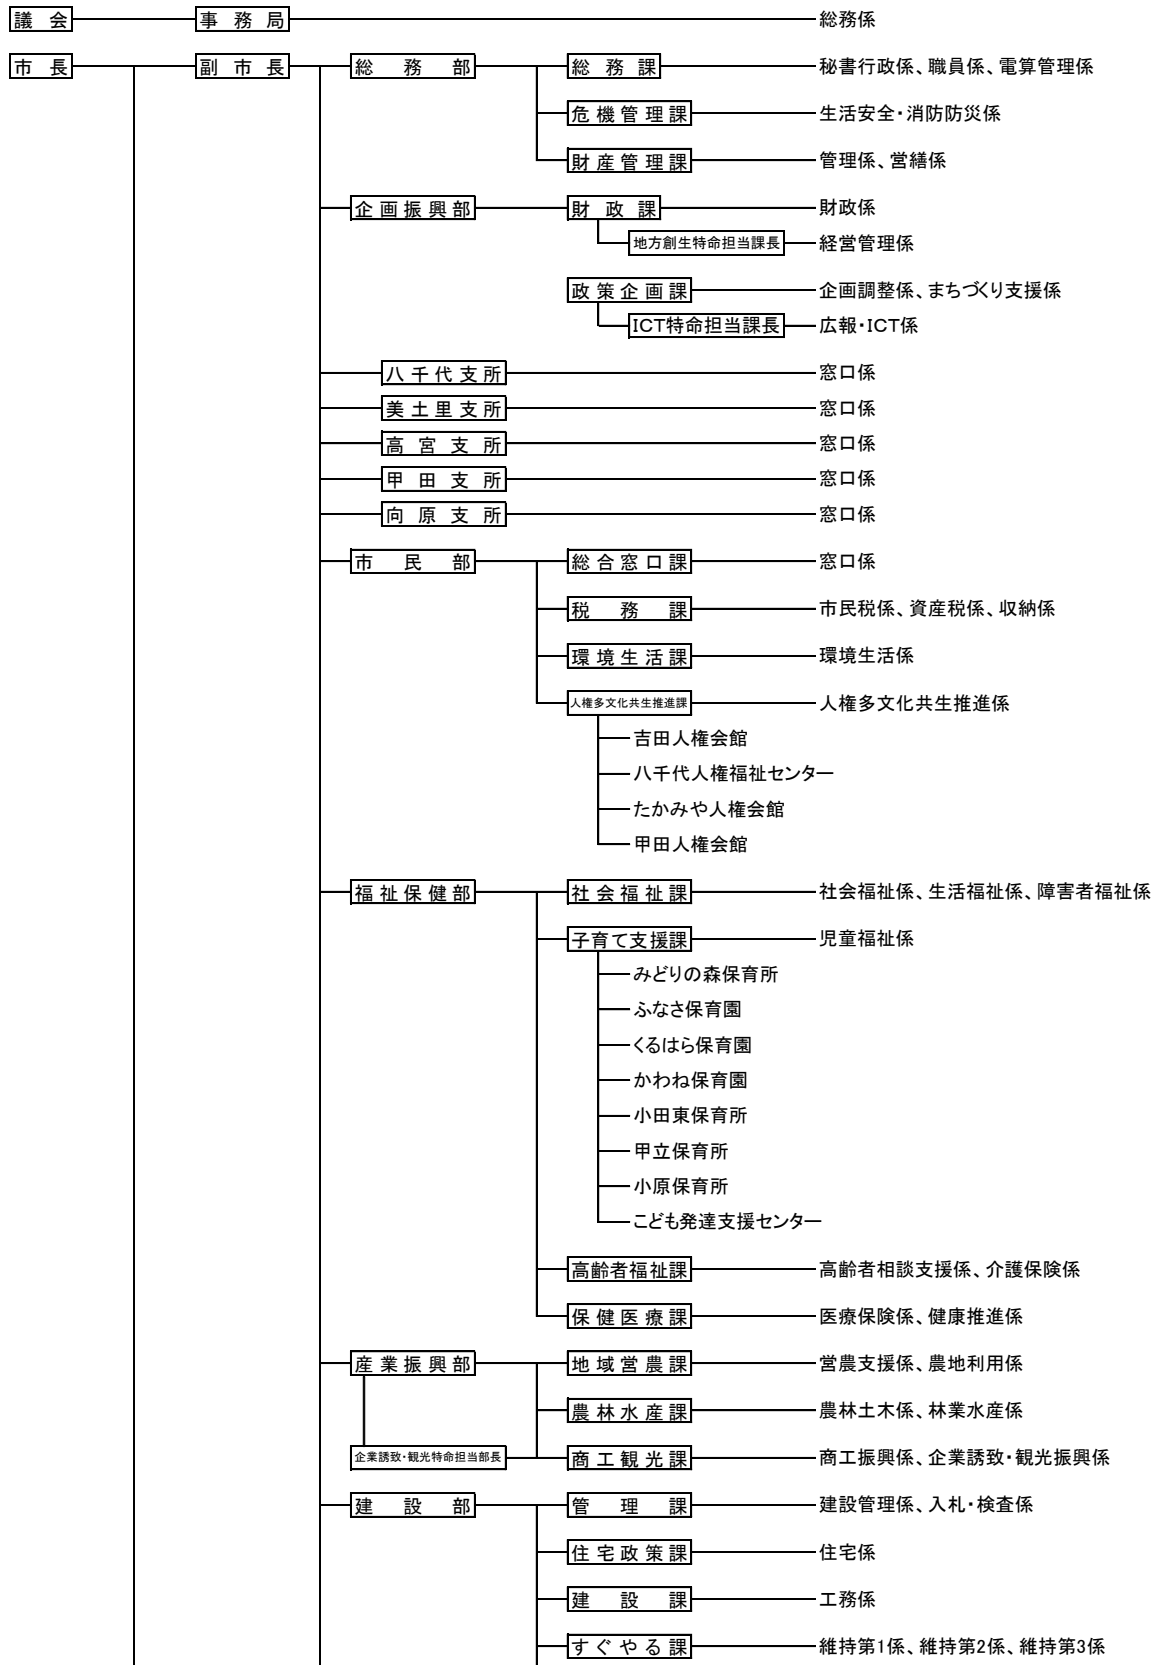 議会 事務局 総務係
市長 副市長 総務部 総務課 秘書行政係、職員係、電算管理係
危機管理課 生活安全・消防防災係
財産管理課 管理係、営繕係
企画振興部 財政課 財政係
地方創生特命担当課長 経営管理係
政策企画課 企画調整係、まちづくり支援係
ICT特命担当課長 広報・ICT係
八千代支所 窓口係
美土里支所 窓口係
高宮支所 窓口係
甲田支所 窓口係
向原支所 窓口係
市民部 総合窓口課 窓口係
税務課 市民税係、資産税係、収納係
環境生活課 環境生活係
人権多文化共生推進課 人権多文化共生推進係
吉田人権会館
八千代人権福祉センター
たかみや人権会館
甲田人権会館
福祉保健部 社会福祉課 社会福祉係、生活福祉係、障害者福祉係
子育て支援課 児童福祉係
みどりの森保育所
ふなさ保育園
くるはら保育園
かわね保育園
小田東保育所
甲立保育所
小原保育所
こども発達支援センター
高齢者福祉課 高齢者相談支援係、介護保険係
保健医療課 医療保険係、健康推進係
産業振興部 地域営農課 営農支援係、農地利用係
農林水産課 農林土木係、林業水産係
企業誘致・観光特命担当部長 商工観光課 商工振興係、企業誘致・観光振興係
建設部 管理課 建設管理係、入札・検査係
住宅政策課 住宅係
建設課 工務係
すぐやる課 維持第1係、維持第2係、維持第3係